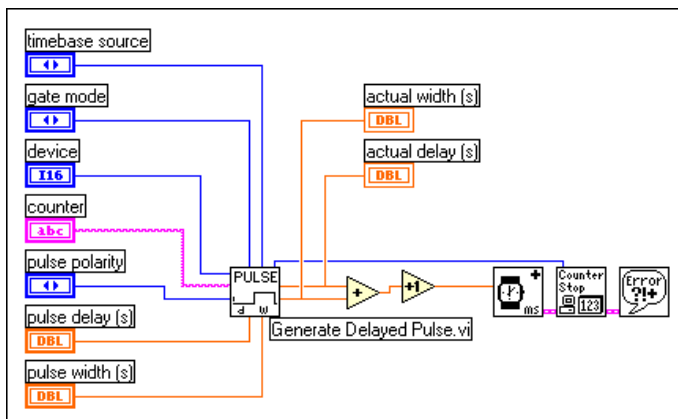 timebase source
gate mode
actual width (s)
DBL
device
actual delay (s)
I16
DBL
counter
abc
pulse polarity
PULSE
d W
+
+1
+
ms
Counter
Stop
123
Error
?!+
Generate Delayed Pulse.vi
pulse delay (s)
DBL
pulse width (s)
DBL